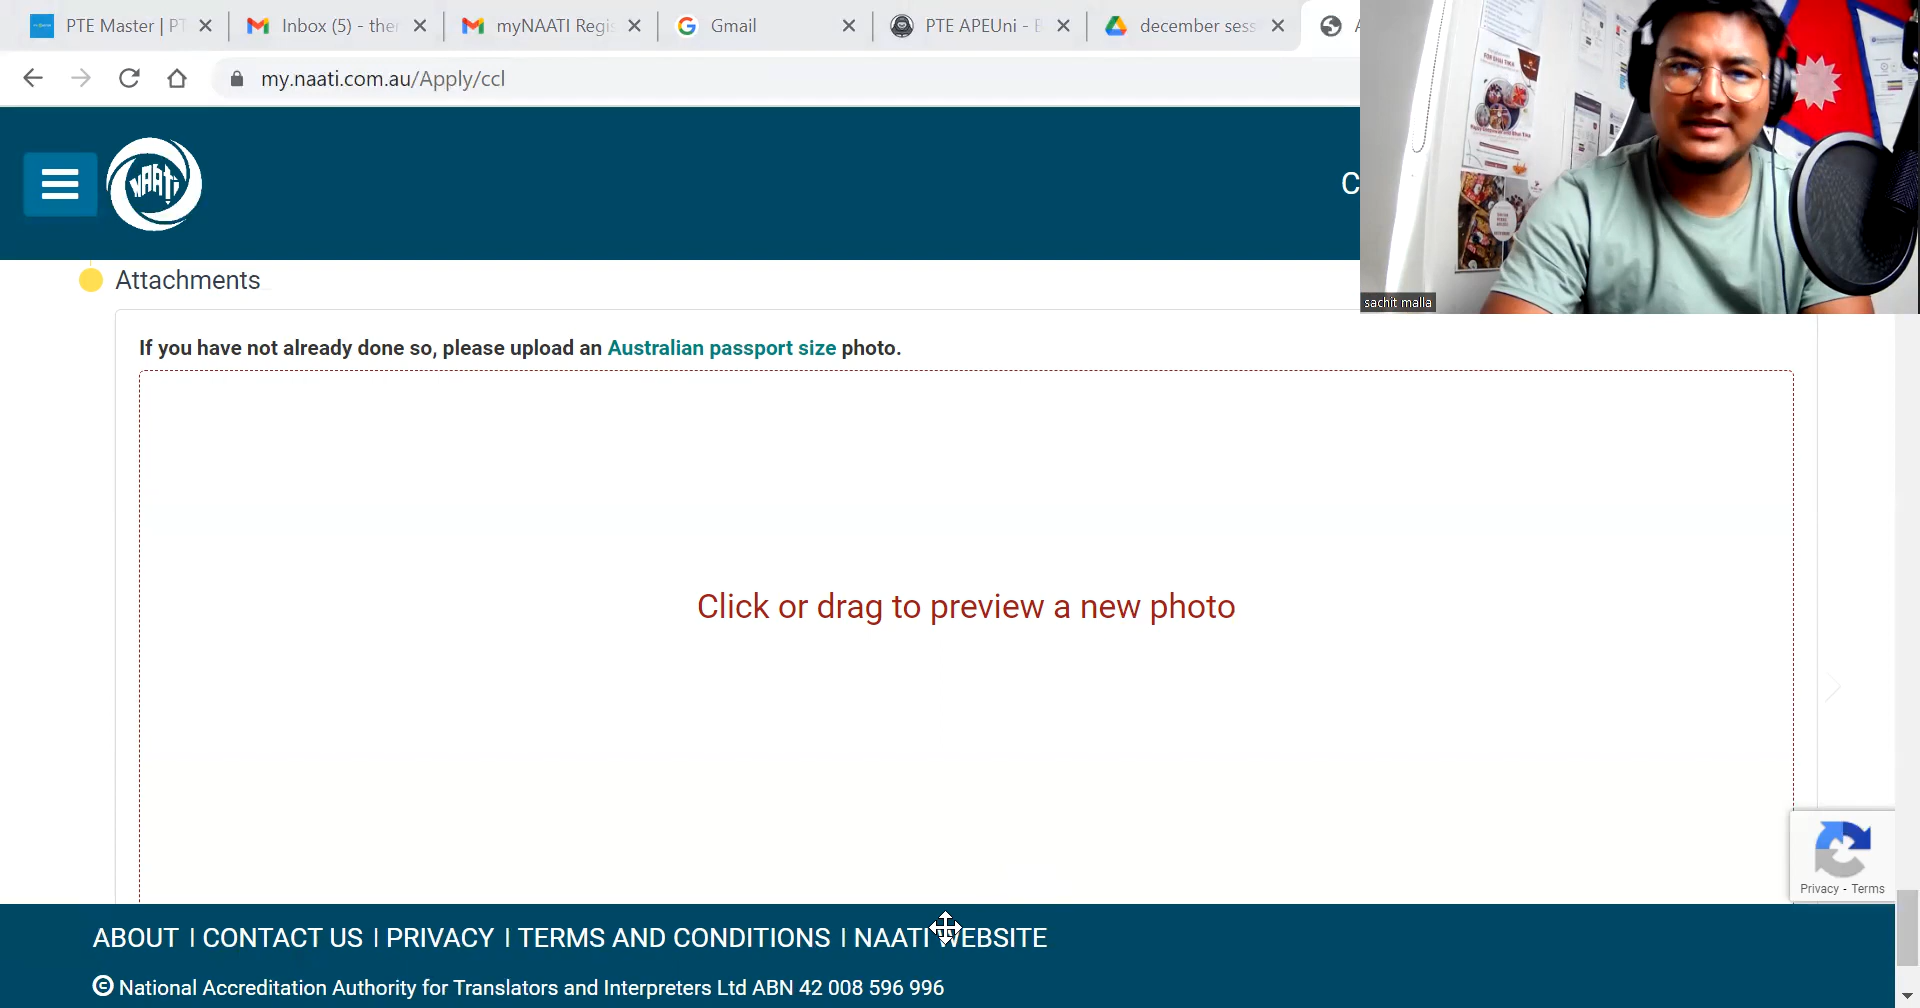 PTE Master | PT
Inbox (5) - ther
myNAATI Regis
Gmail
PTE APEUni - E
december sess
A
my.naati.com.au/Apply/ccl
NAATI
C
sachit malla
Attachments
If you have not already done so, please upload an Australian passport size photo.
Click or drag to preview a new photo
Privacy - Terms
ABOUT | CONTACT US | PRIVACY | TERMS AND CONDITIONS | NAATI WEBSITE
© National Accreditation Authority for Translators and Interpreters Ltd ABN 42 008 596 996